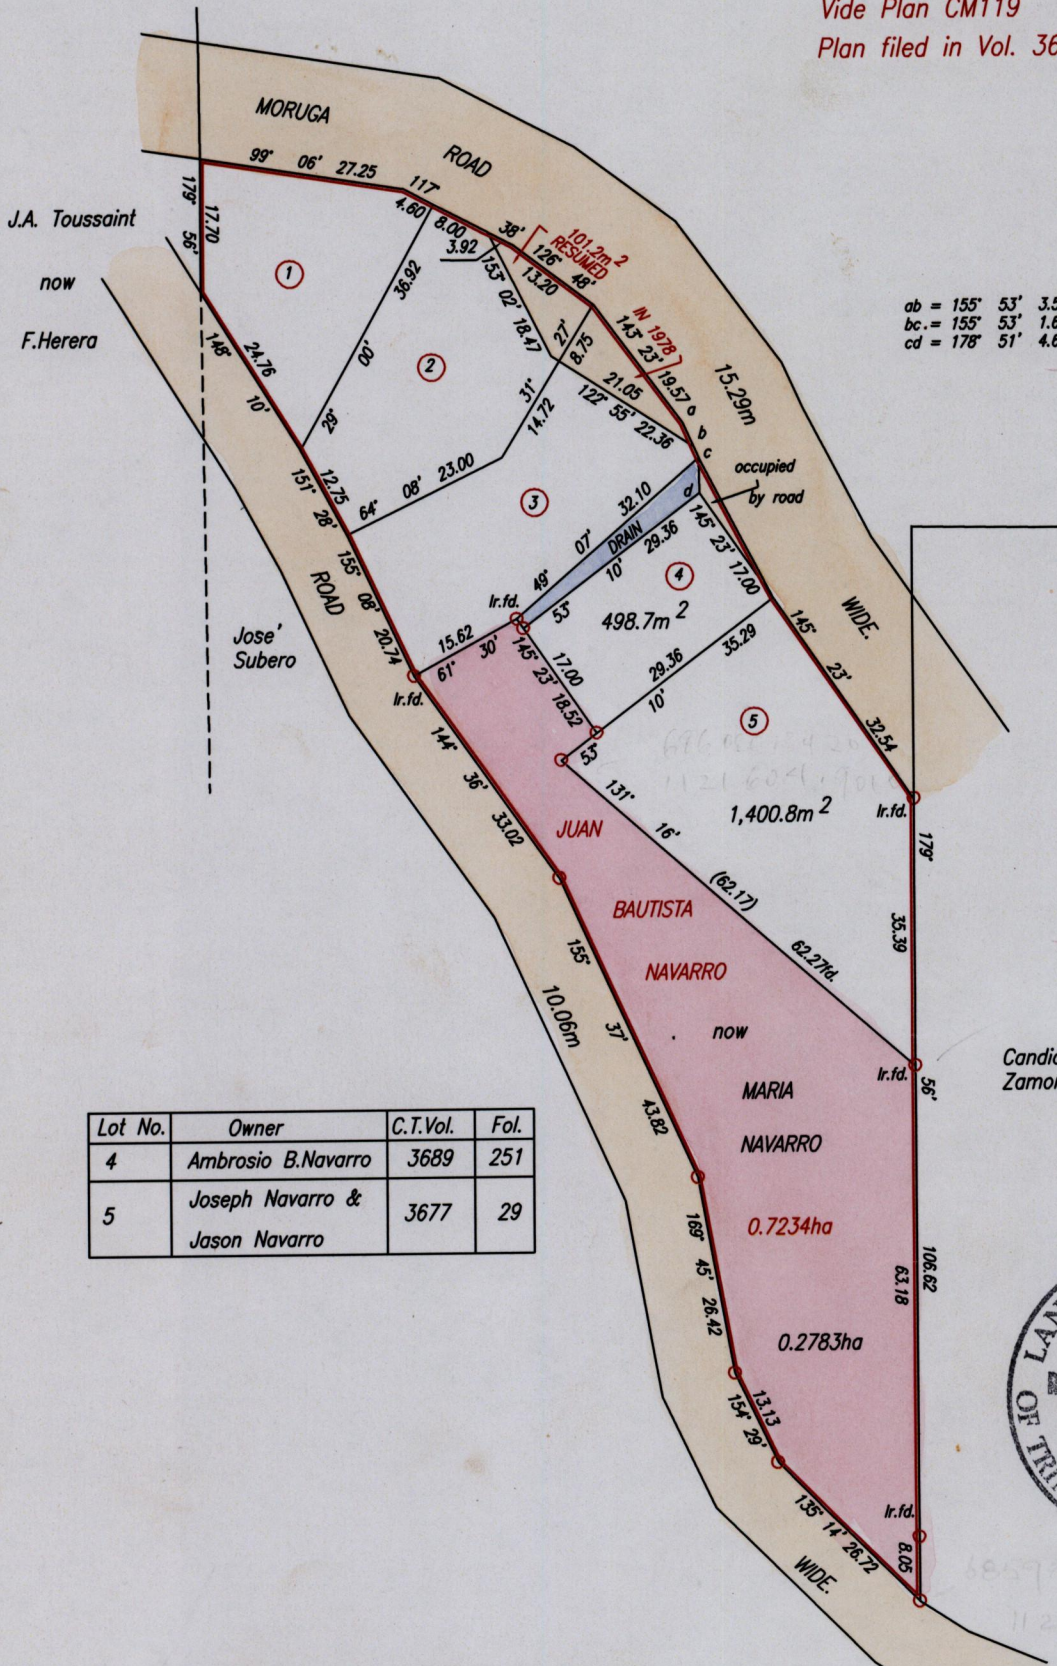 Vide Plan CM119
Plan filed in Vol. 36
MORUGA
ROAD
99° 06' 27.25
117°
4.60
8.00
3.92
38'
101.2m²
RESUMED
IN 1978
126° 48'
13.20
153° 02' 18.47
27'
8.75
143° 23' 19.57
21.05
122° 55' 22.36
a
b
c
d
15.29m
WIDE.
occupied
by road
ab = 155° 53' 3.5
bc.= 155° 53' 1.6
cd = 178° 51' 4.6
J.A. Toussaint
now
F.Herera
179° 56'
17.70
1
36.92
29° 00'
2
31'
14.72
148° 10'
24.76
151° 28'
12.75
64° 08' 23.00
3
32.10
49° 07'
DRAIN
29.36
53° 10'
145° 23' 17.00
4
498.7m²
155° 08' 20.74
ROAD
Jose'
Subero
Ir.fd.
15.62
61° 30'
Ir.fd.
145° 23' 18.52
17.00
29.36
35.29
53° 10'
5
1,400.8m²
145° 23' 32.54
Ir.fd.
131° 16'
(62.17)
62.27fd.
179° 56'
35.39
Ir.fd.
144° 36' 33.02
JUAN
BAUTISTA
NAVARRO
now
MARIA
NAVARRO
0.7234ha
0.2783ha
155° 37' 43.82
10.06m
WIDE.
169° 45' 26.42
13.13
154° 29'
135° 14' 26.72
106.62
63.18
Ir.fd.
8.05
Lot No. Owner C.T.Vol. Fol.
4 Ambrosio B.Navarro 3689 251
5 Joseph Navarro & 3677 29
Jason Navarro